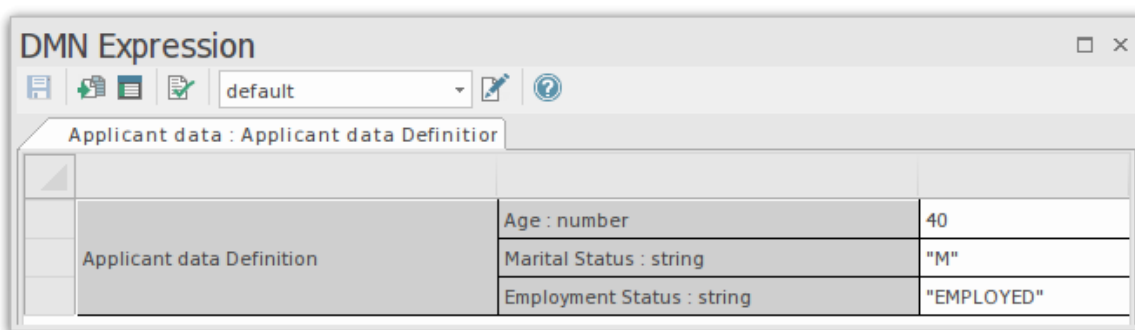 DMN Expression
default
Applicant data : Applicant data Definitior
Age : number 40
Applicant data Definition Marital Status : string "M"
Employment Status : string "EMPLOYED"